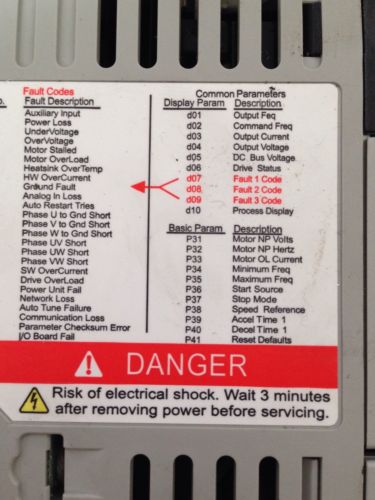 Fault Codes
o. Fault Description
Auxiliary Input
Power Loss
UnderVoltage
OverVoltage
Motor Stalled
Motor OverLoad
Heatsink OverTemp
HW OverCurrent
Ground Fault
Analog In Loss
Auto Restart Tries
Phase U to Gnd Short
Phase V to Gnd Short
Phase W to Gnd Short
Phase UV Short
Phase UW Short
Phase VW Short
SW OverCurrent
Drive OverLoad
Power Unit Fail
Network Loss
Auto Tune Failure
Communication Loss
Parameter Checksum Error
I/O Board Fail
Common Parameters
Display Param Description
d01 Output Feq
d02 Command Freq
d03 Output Current
d04 Output Voltage
d05 DC Bus Voltage
d06 Drive Status
d07 Fault 1 Code
d08 Fault 2 Code
d09 Fault 3 Code
d10 Process Display
Basic Param Description
P31 Motor NP Volts
P32 Motor NP Hertz
P33 Motor OL Current
P34 Minimum Freq
P35 Maximum Freq
P36 Start Source
P37 Stop Mode
P38 Speed Reference
P39 Accel Time 1
P40 Decel Time 1
P41 Reset Defaults
DANGER
Risk of electrical shock. Wait 3 minutes
after removing power before servicing.